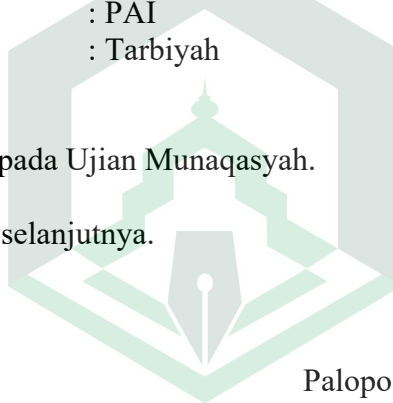 : PAI
: Tarbiyah
pada Ujian Munaqasyah.
selanjutnya.
Palopo